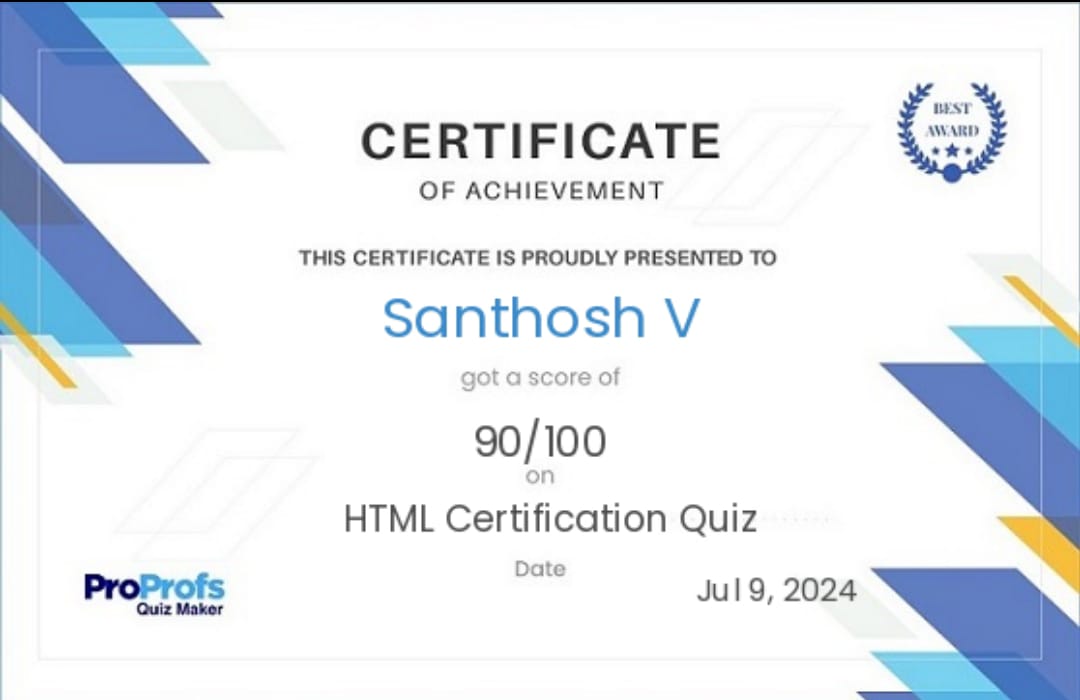 BEST
AWARD
CERTIFICATE
OF ACHIEVEMENT
THIS CERTIFICATE IS PROUDLY PRESENTED TO
Santhosh V
got a score of
90/100
on
HTML Certification Quiz
Date
Jul 9, 2024
ProProfs
Quiz Maker